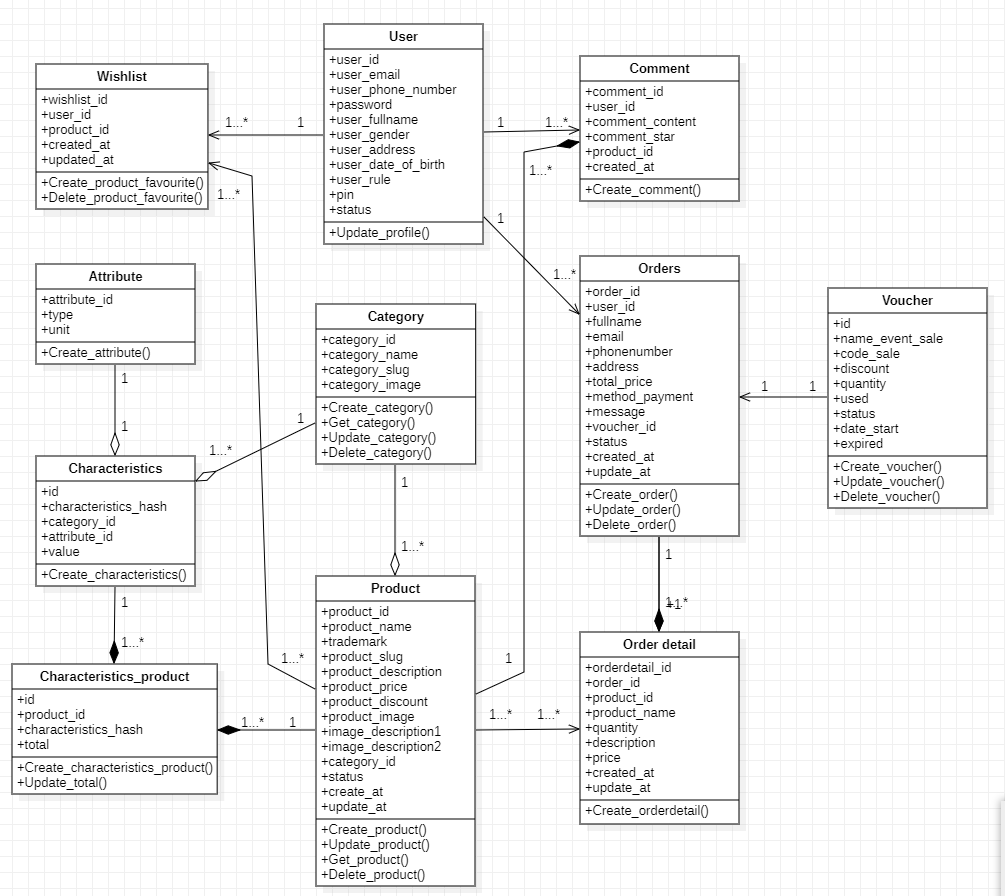 User
+user_id
+user_email
+user_phone_number
+password
+user_fullname
+user_gender
+user_address
+user_date_of_birth
+user_rule
+pin
+status
+Update_profile()
Wishlist
+wishlist_id
+user_id
+product_id
+created_at
+updated_at
+Create_product_favourite()
+Delete_product_favourite()
1...*
1
1...*
Comment
+comment_id
+user_id
+comment_content
+comment_star
+product_id
+created_at
+Create_comment()
1
1...*
1...*
1
1...*
Attribute
+attribute_id
+type
+unit
+Create_attribute()
1
1
Category
+category_id
+category_name
+category_slug
+category_image
+Create_category()
+Get_category()
+Update_category()
+Delete_category()
1
1...*
1
1...*
Orders
+order_id
+user_id
+fullname
+email
+phonenumber
+address
+total_price
+method_payment
+message
+voucher_id
+status
+created_at
+update_at
+Create_order()
+Update_order()
+Delete_order()
1
1
Voucher
+id
+name_event_sale
+code_sale
+discount
+quantity
+used
+status
+date_start
+expired
+Create_voucher()
+Update_voucher()
+Delete_voucher()
Characteristics
+id
+characteristics_hash
+category_id
+attribute_id
+value
+Create_characteristics()
1
1...*
Characteristics_product
+id
+product_id
+characteristics_hash
+total
+Create_characteristics_product()
+Update_total()
1...*
1
1...*
Product
+product_id
+product_name
+trademark
+product_slug
+product_description
+product_price
+product_discount
+product_image
+image_description1
+image_description2
+category_id
+status
+create_at
+update_at
+Create_product()
+Update_product()
+Get_product()
+Delete_product()
1
1...*
1...*
1
Order detail
+orderdetail_id
+order_id
+product_id
+product_name
+quantity
+description
+price
+created_at
+update_at
+Create_orderdetail()